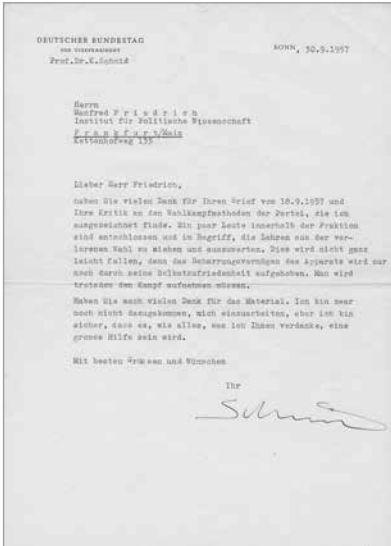 DEUTSCHER BUNDESTAG
DER VIZEPRÄSIDENT
Prof.Dr.K.Schmid
BONN, 30.9.1957
Herrn
Manfred F r i e d r i c h
Institut für Politische Wissenschaft
F r a n k f u r t/Main
Kettenhofweg 135
Lieber Herr Friedrich,
haben Sie vielen Dank für Ihren Brief vom 18.9.1957 und
Ihre Kritik an den Wahlkampfmethoden der Partei, die ich
ausgezeichnet finde. Ein paar Leute innerhalb der Fraktion
sind entschlossen und im Begriff, die Lehren aus der ver-
lorenen Wahl zu ziehen und auszuwerten. Dies wird nicht ganz
leicht fallen, denn das Beharrungsvermögen des Apparats wird nur
noch durch seine Selbstzufriedenheit aufgehoben. Man wird
trotzdem den Kampf aufnehmen müssen.
Haben Sie auch vielen Dank für das Material. Ich bin zwar
noch nicht dazugekommen, mich einzuarbeiten, aber ich bin
sicher, dass es, wie alles, was ich Ihnen verdanke, eine
grosse Hilfe sein wird.
Mit besten Grüssen und Wünschen
Ihr
Schmid